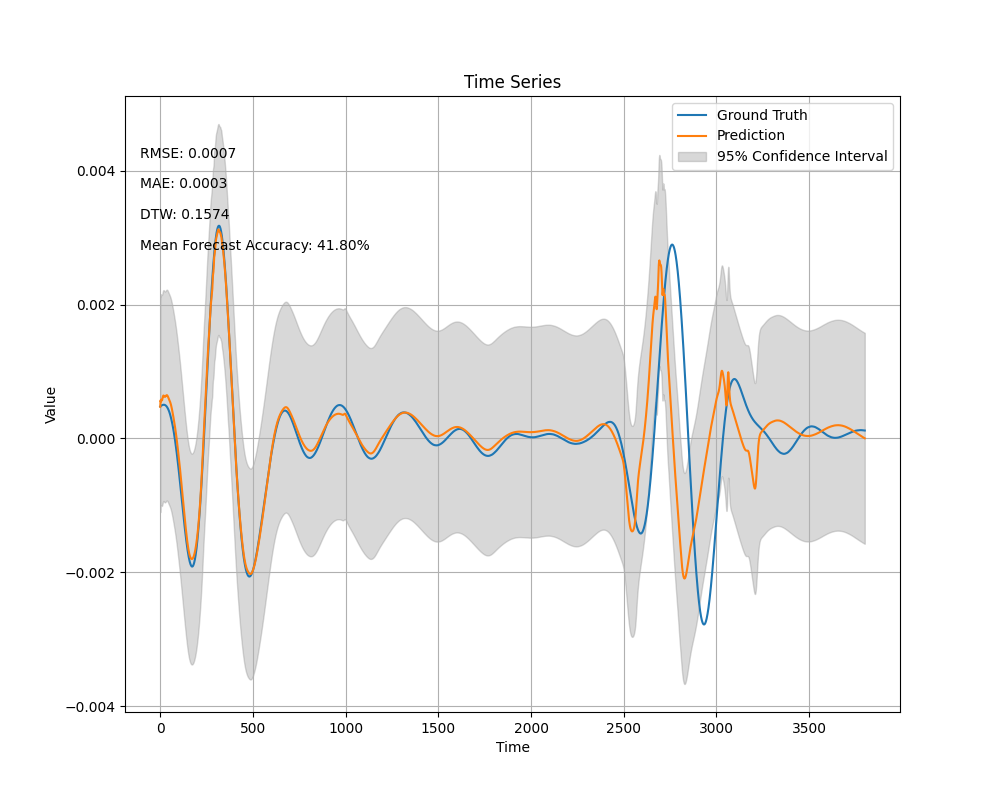 Time Series
Ground Truth
Prediction
95% Confidence Interval
RMSE: 0.0007
MAE: 0.0003
DTW: 0.1574
Mean Forecast Accuracy: 41.80%
0.004
0.002
0.000
−0.002
−0.004
Value
0 500 1000 1500 2000 2500 3000 3500
Time